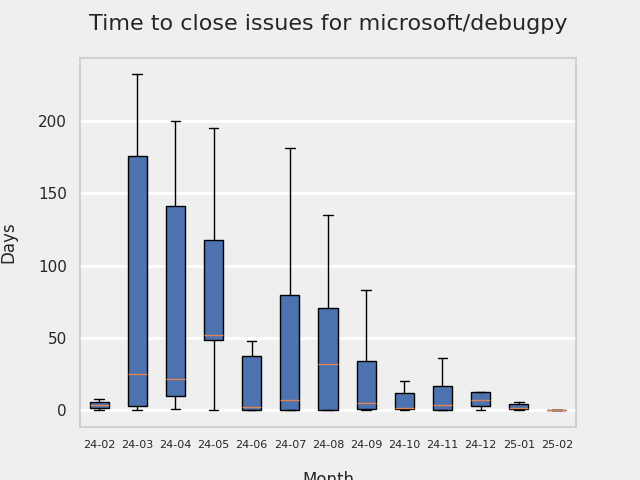 Time to close issues for microsoft/debugpy
Days
200
150
100
50
0
24-02 24-03 24-04 24-05 24-06 24-07 24-08 24-09 24-10 24-11 24-12 25-01 25-02
Month